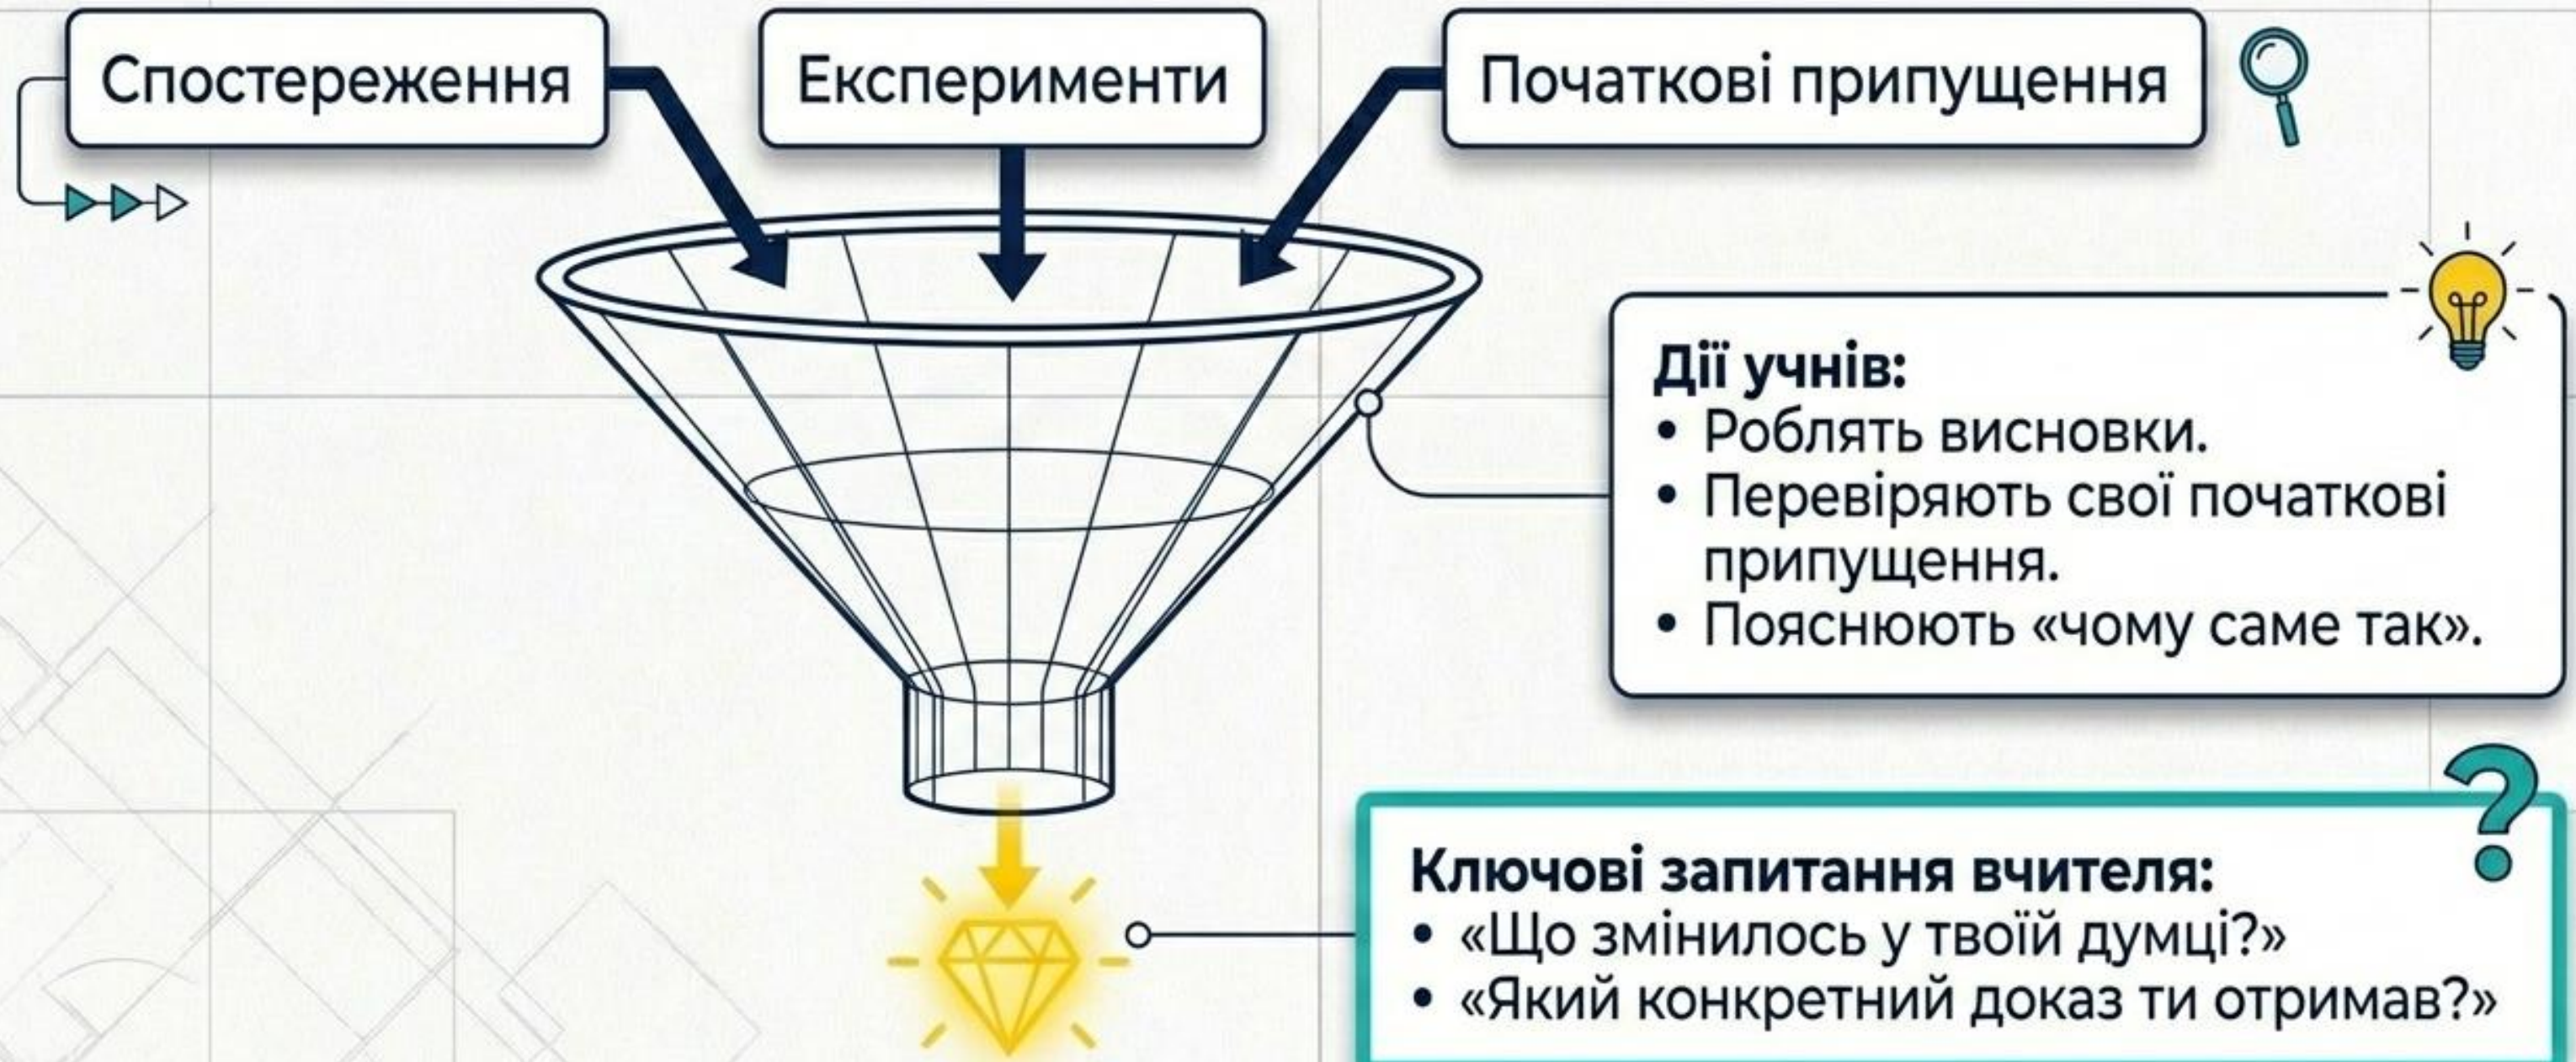 Спостереження
Експерименти
Початкові припущення
Дії учнів:
• Роблять висновки.
• Перевіряють свої початкові
припущення.
• Пояснюють «чому саме так».
?
Ключові запитання вчителя:
• «Що змінилось у твоїй думці?»
• «Який конкретний доказ ти отримав?»